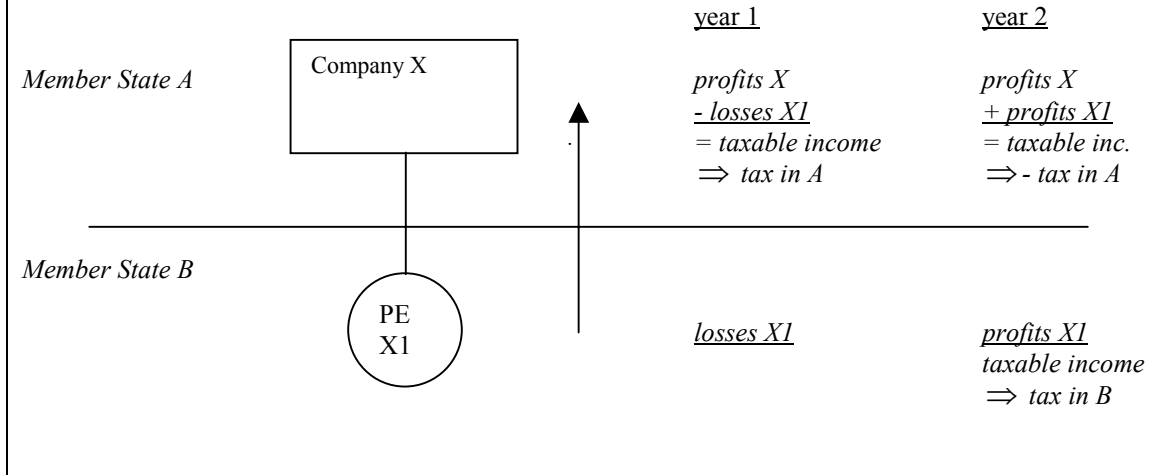 year 1
year 2
Member State A
Company X
profits X
- losses X1
= taxable income
⇒ tax in A
profits X
+ profits X1
= taxable inc.
⇒ - tax in A
Member State B
PE
X1
losses X1
profits X1
taxable income
⇒ tax in B